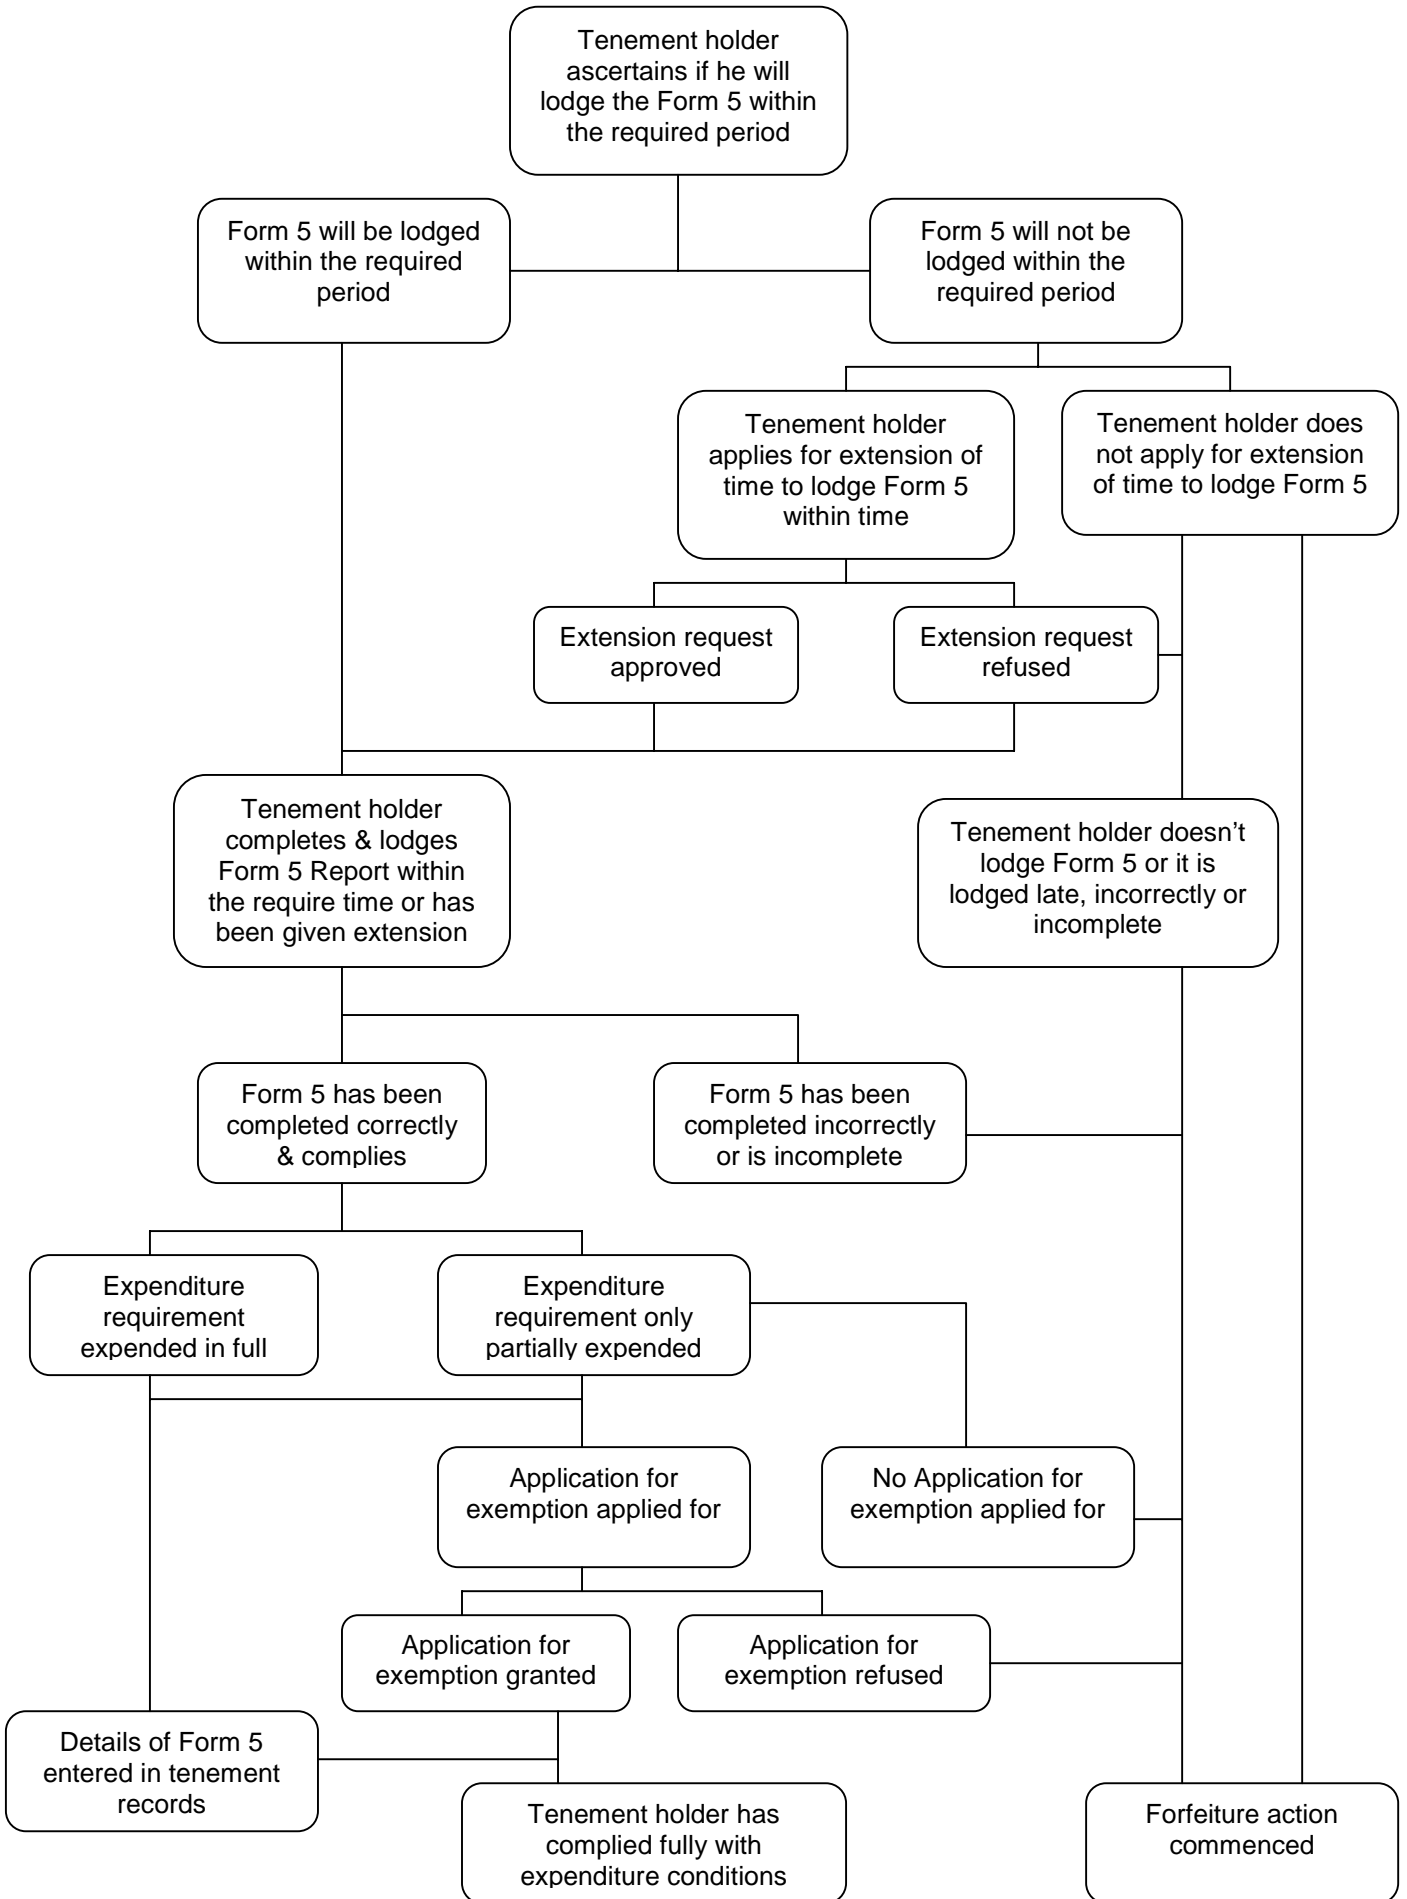 Tenement holder
ascertains if he will
lodge the Form 5 within
the required period
Form 5 will be lodged
within the required
period
Form 5 will not be
lodged within the
required period
Tenement holder
applies for extension of
time to lodge Form 5
within time
Tenement holder does
not apply for extension
of time to lodge Form 5
Extension request
approved
Extension request
refused
Tenement holder
completes & lodges
Form 5 Report within
the require time or has
been given extension
Tenement holder doesn’t
lodge Form 5 or it is
lodged late, incorrectly or
incomplete
Form 5 has been
completed correctly
& complies
Form 5 has been
completed incorrectly
or is incomplete
Expenditure
requirement
expended in full
Expenditure
requirement only
partially expended
Application for
exemption applied for
No Application for
exemption applied for
Application for
exemption granted
Application for
exemption refused
Details of Form 5
entered in tenement
records
Tenement holder has
complied fully with
expenditure conditions
Forfeiture action
commenced